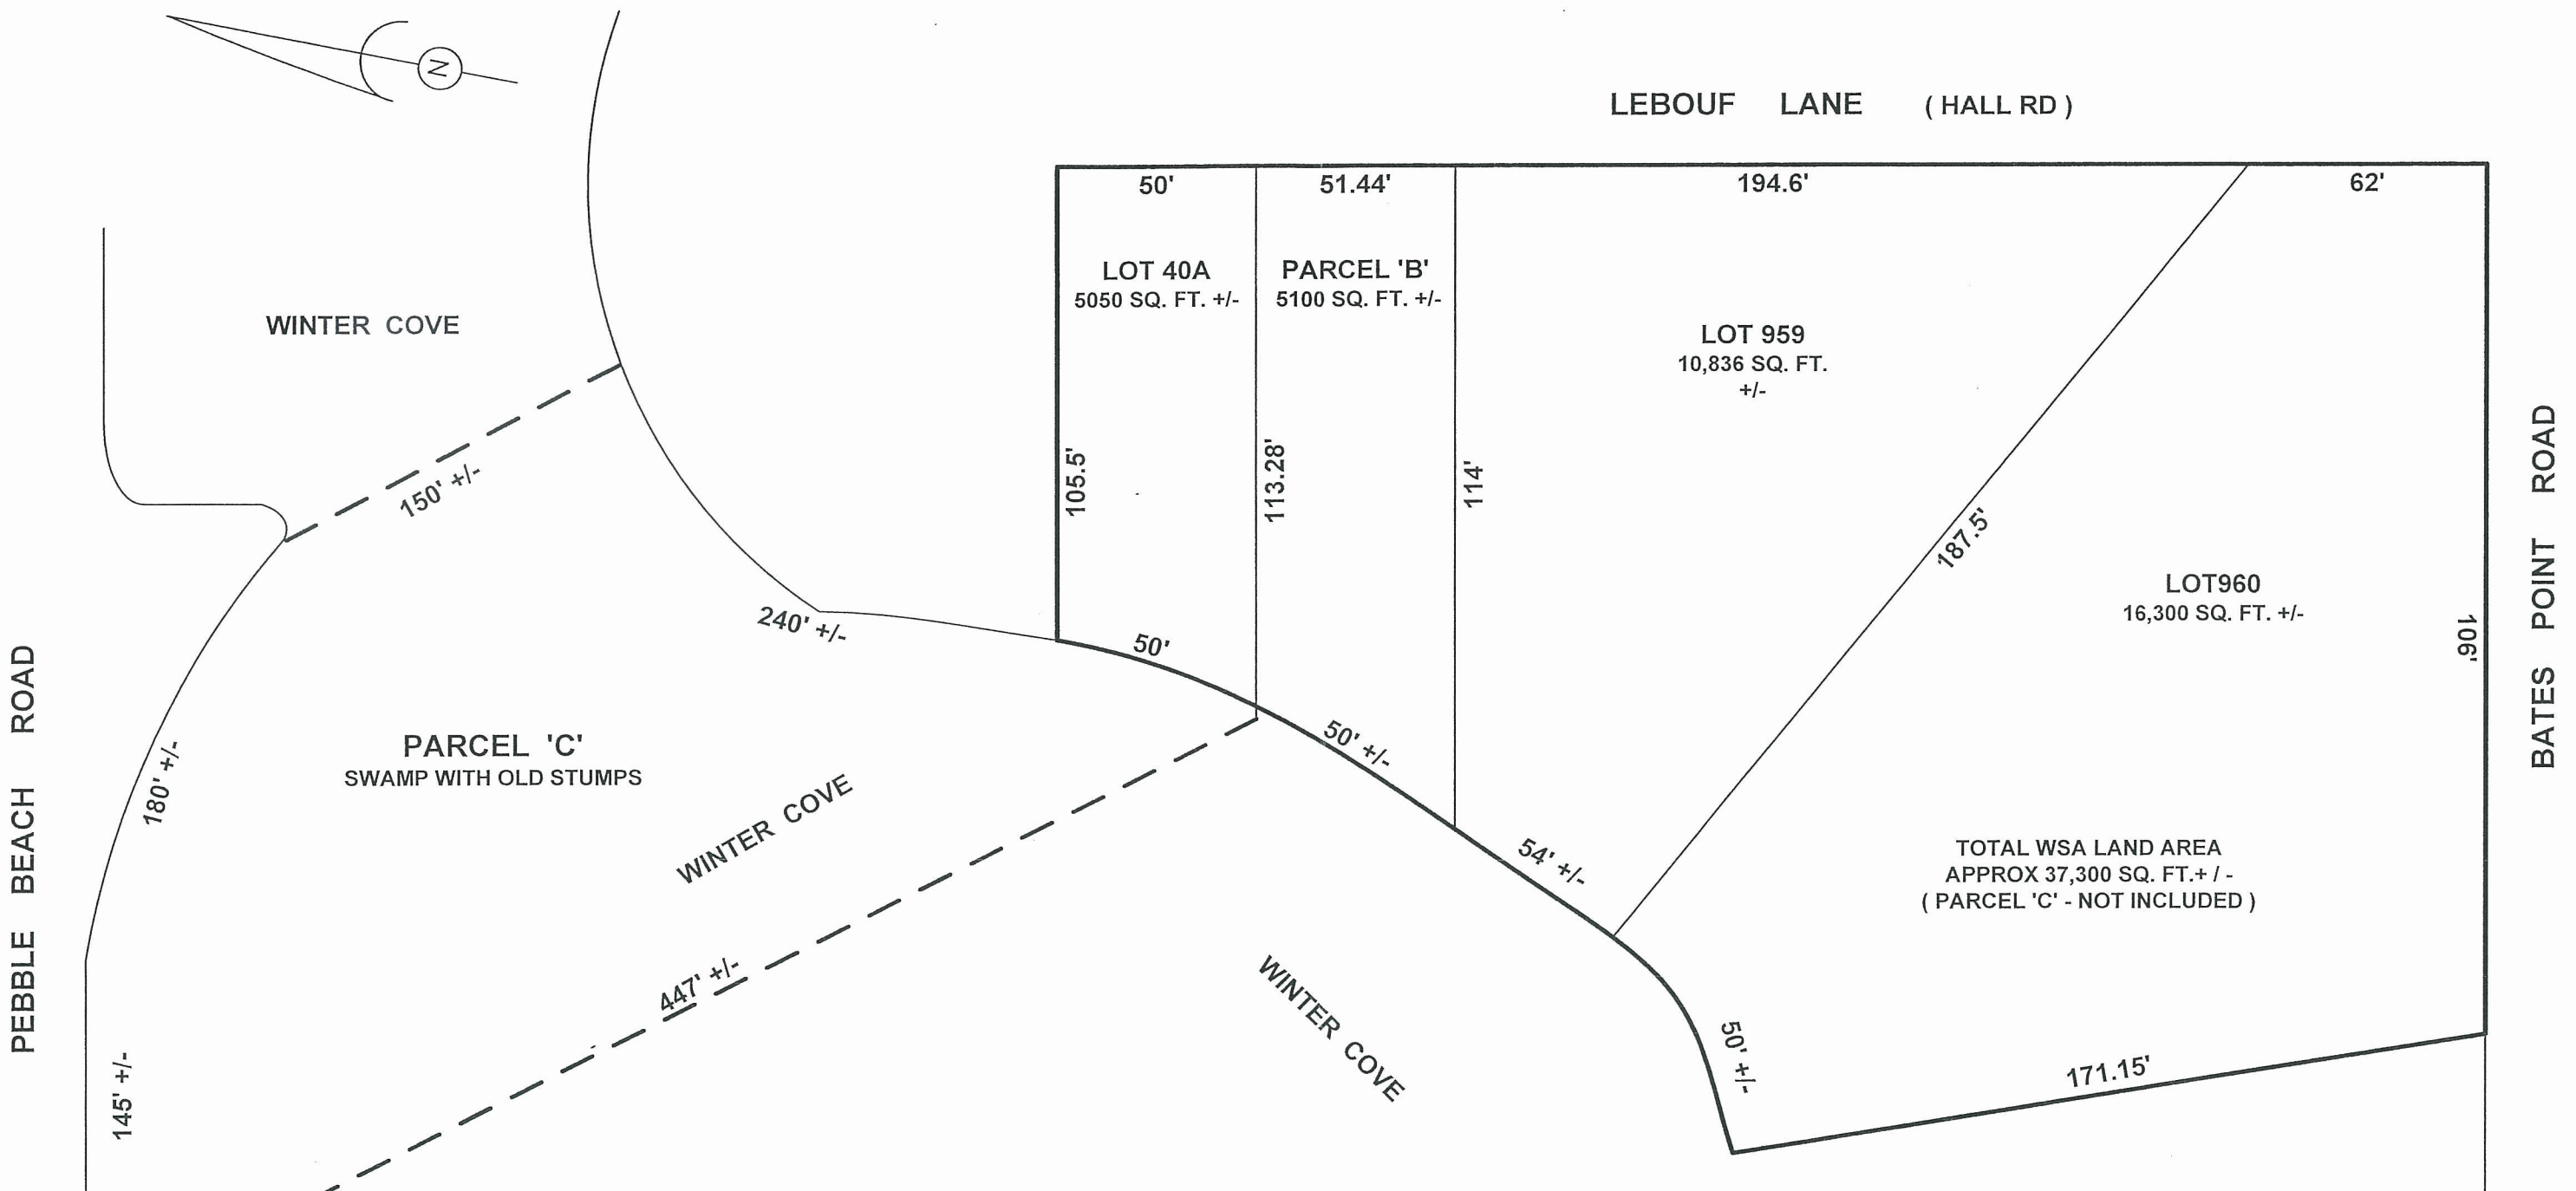 N
LEBOUF LANE ( HALL RD )
50'
51.44'
194.6'
62'
LOT 40A
5050 SQ. FT. +/-
PARCEL 'B'
5100 SQ. FT. +/-
LOT 959
10,836 SQ. FT.
+/-
WINTER COVE
150' +/-
105.5'
113.28'
114'
187.5'
LOT960
16,300 SQ. FT. +/-
106'
BATES POINT ROAD
240' +/-
50'
50' +/-
54' +/-
50' +/-
171.15'
TOTAL WSA LAND AREA
APPROX 37,300 SQ. FT.+ / -
( PARCEL 'C' - NOT INCLUDED )
PARCEL 'C'
SWAMP WITH OLD STUMPS
180' +/-
WINTER COVE
447' +/-
WINTER COVE
145' +/-
PEBBLE BEACH ROAD